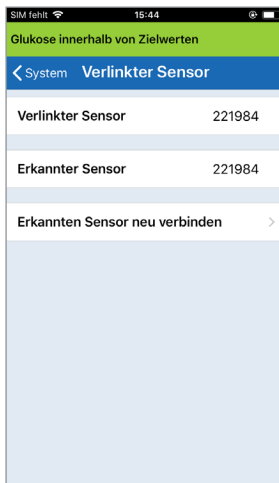 SIM fehlt 15:44
Glukose innerhalb von Zielwerten
System Verlinkter Sensor
Verlinkter Sensor 221984
Erkannter Sensor 221984
Erkannten Sensor neu verbinden